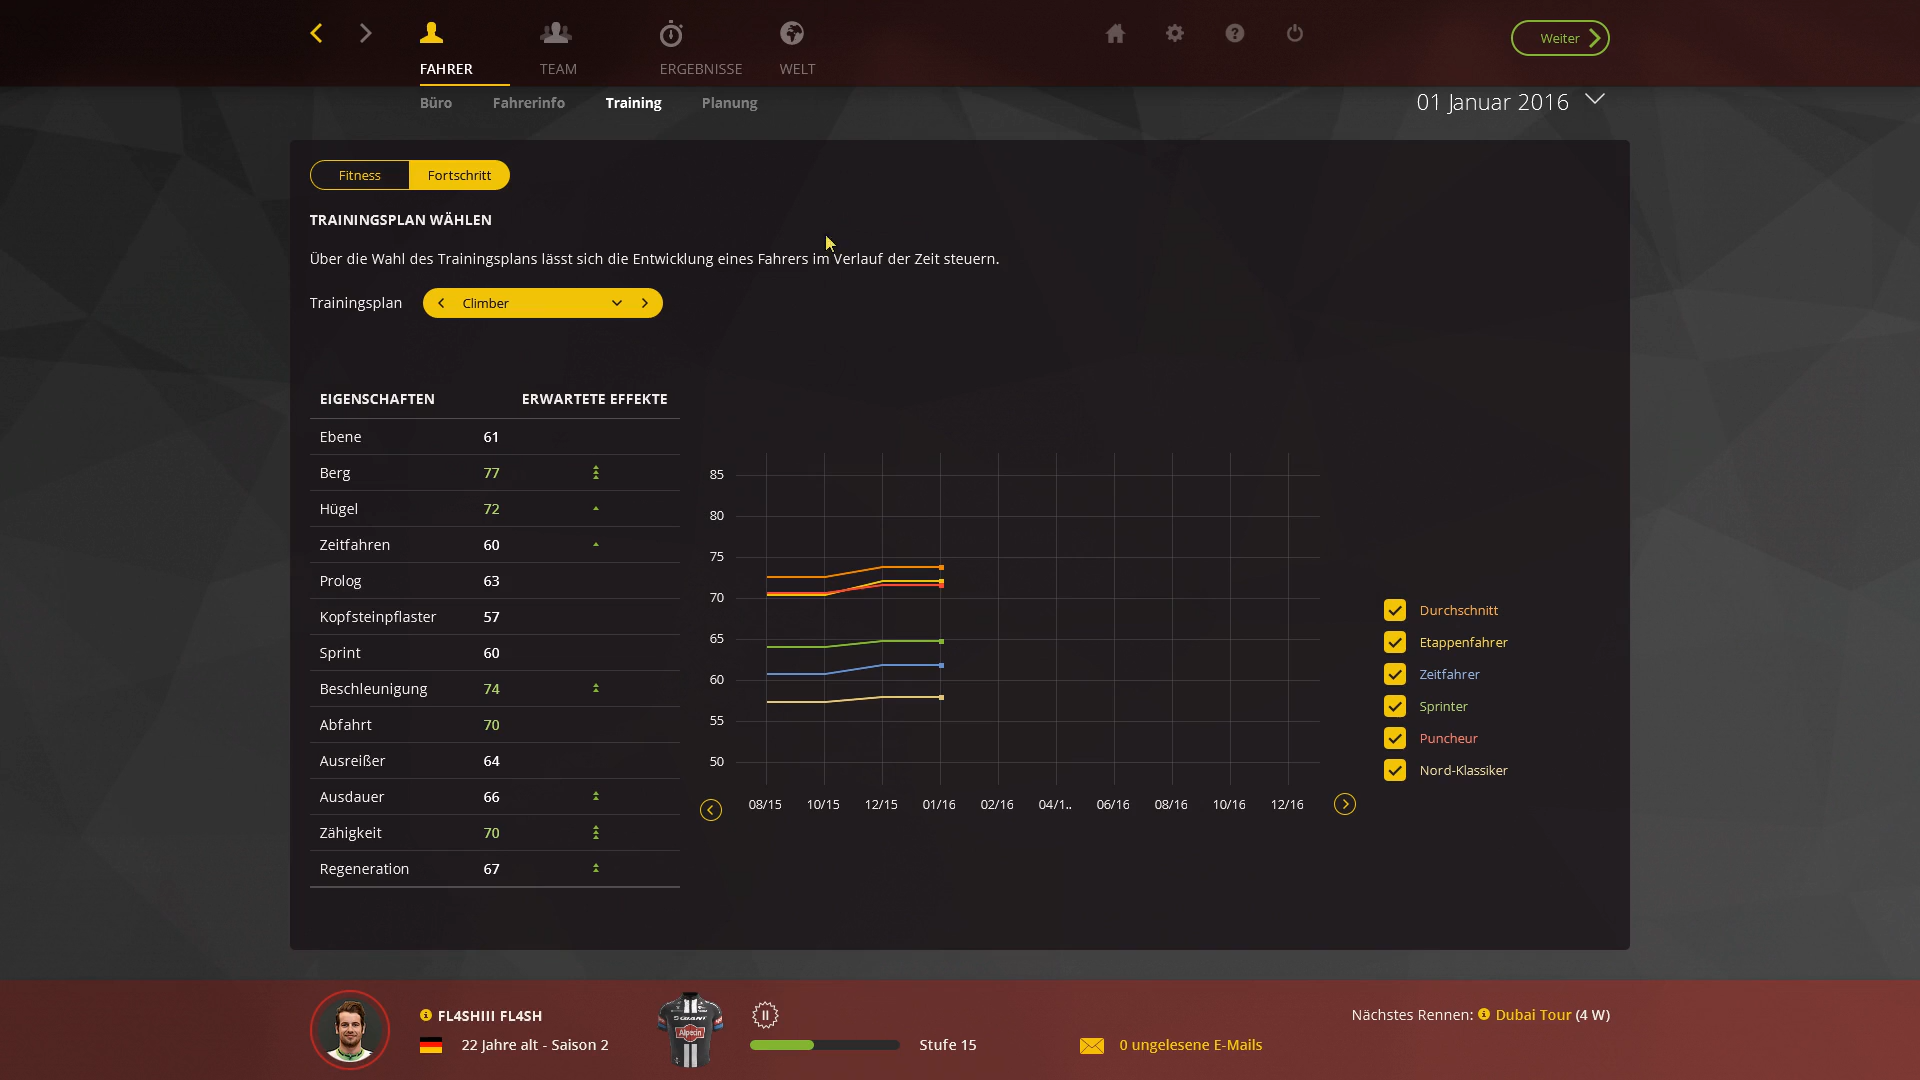 FAHRER
TEAM
ERGEBNISSE
WELT
Weiter
Büro
Fahrerinfo
Training
Planung
01 Januar 2016
Fitness
Fortschritt
TRAININGSPLAN WÄHLEN
Über die Wahl des Trainingsplans lässt sich die Entwicklung eines Fahrers im Verlauf der Zeit steuern.
Trainingsplan
Climber
EIGENSCHAFTEN ERWARTETE EFFEKTE
Ebene 61
Berg 77
Hügel 72
Zeitfahren 60
Prolog 63
Kopfsteinpflaster 57
Sprint 60
Beschleunigung 74
Abfahrt 70
Ausreißer 64
Ausdauer 66
Zähigkeit 70
Regeneration 67
85
80
75
70
65
60
55
50
08/15 10/15 12/15 01/16 02/16 04/1.. 06/16 08/16 10/16 12/16
Durchschnitt
Etappenfahrer
Zeitfahrer
Sprinter
Puncheur
Nord-Klassiker
FL4SHIII FL4SH
22 Jahre alt - Saison 2
GIANT
Alpecin
Stufe 15
0 ungelesene E-Mails
Nächstes Rennen: Dubai Tour (4 W)